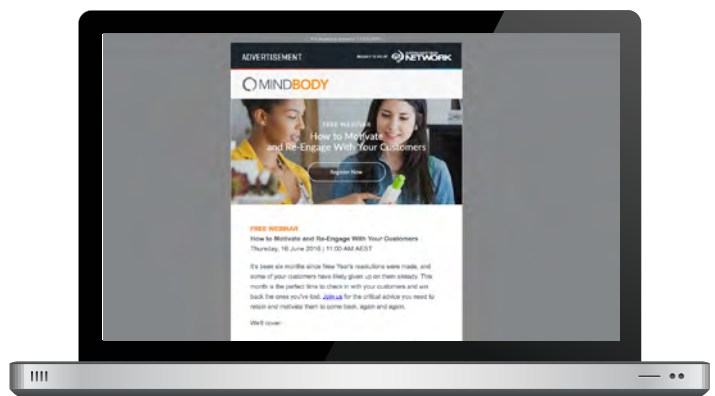 ADVERTISEMENT
NETWORK
MINDBODY
FREE WEBINAR
How to Motivate
and Re-Engage With Your Customers
Register Now
FREE WEBINAR
How to Motivate and Re-Engage With Your Customers
Thursday, 16 June 2016 | 11:00 AM AEST
It's been six months since New Year's resolutions were made, and
some of your customers have likely given up on them already. This
month is the perfect time to check in with your customers and win
back the ones you've lost. Join us for the critical advice you need to
retain and motivate them to come back, again and again.
We'll cover: